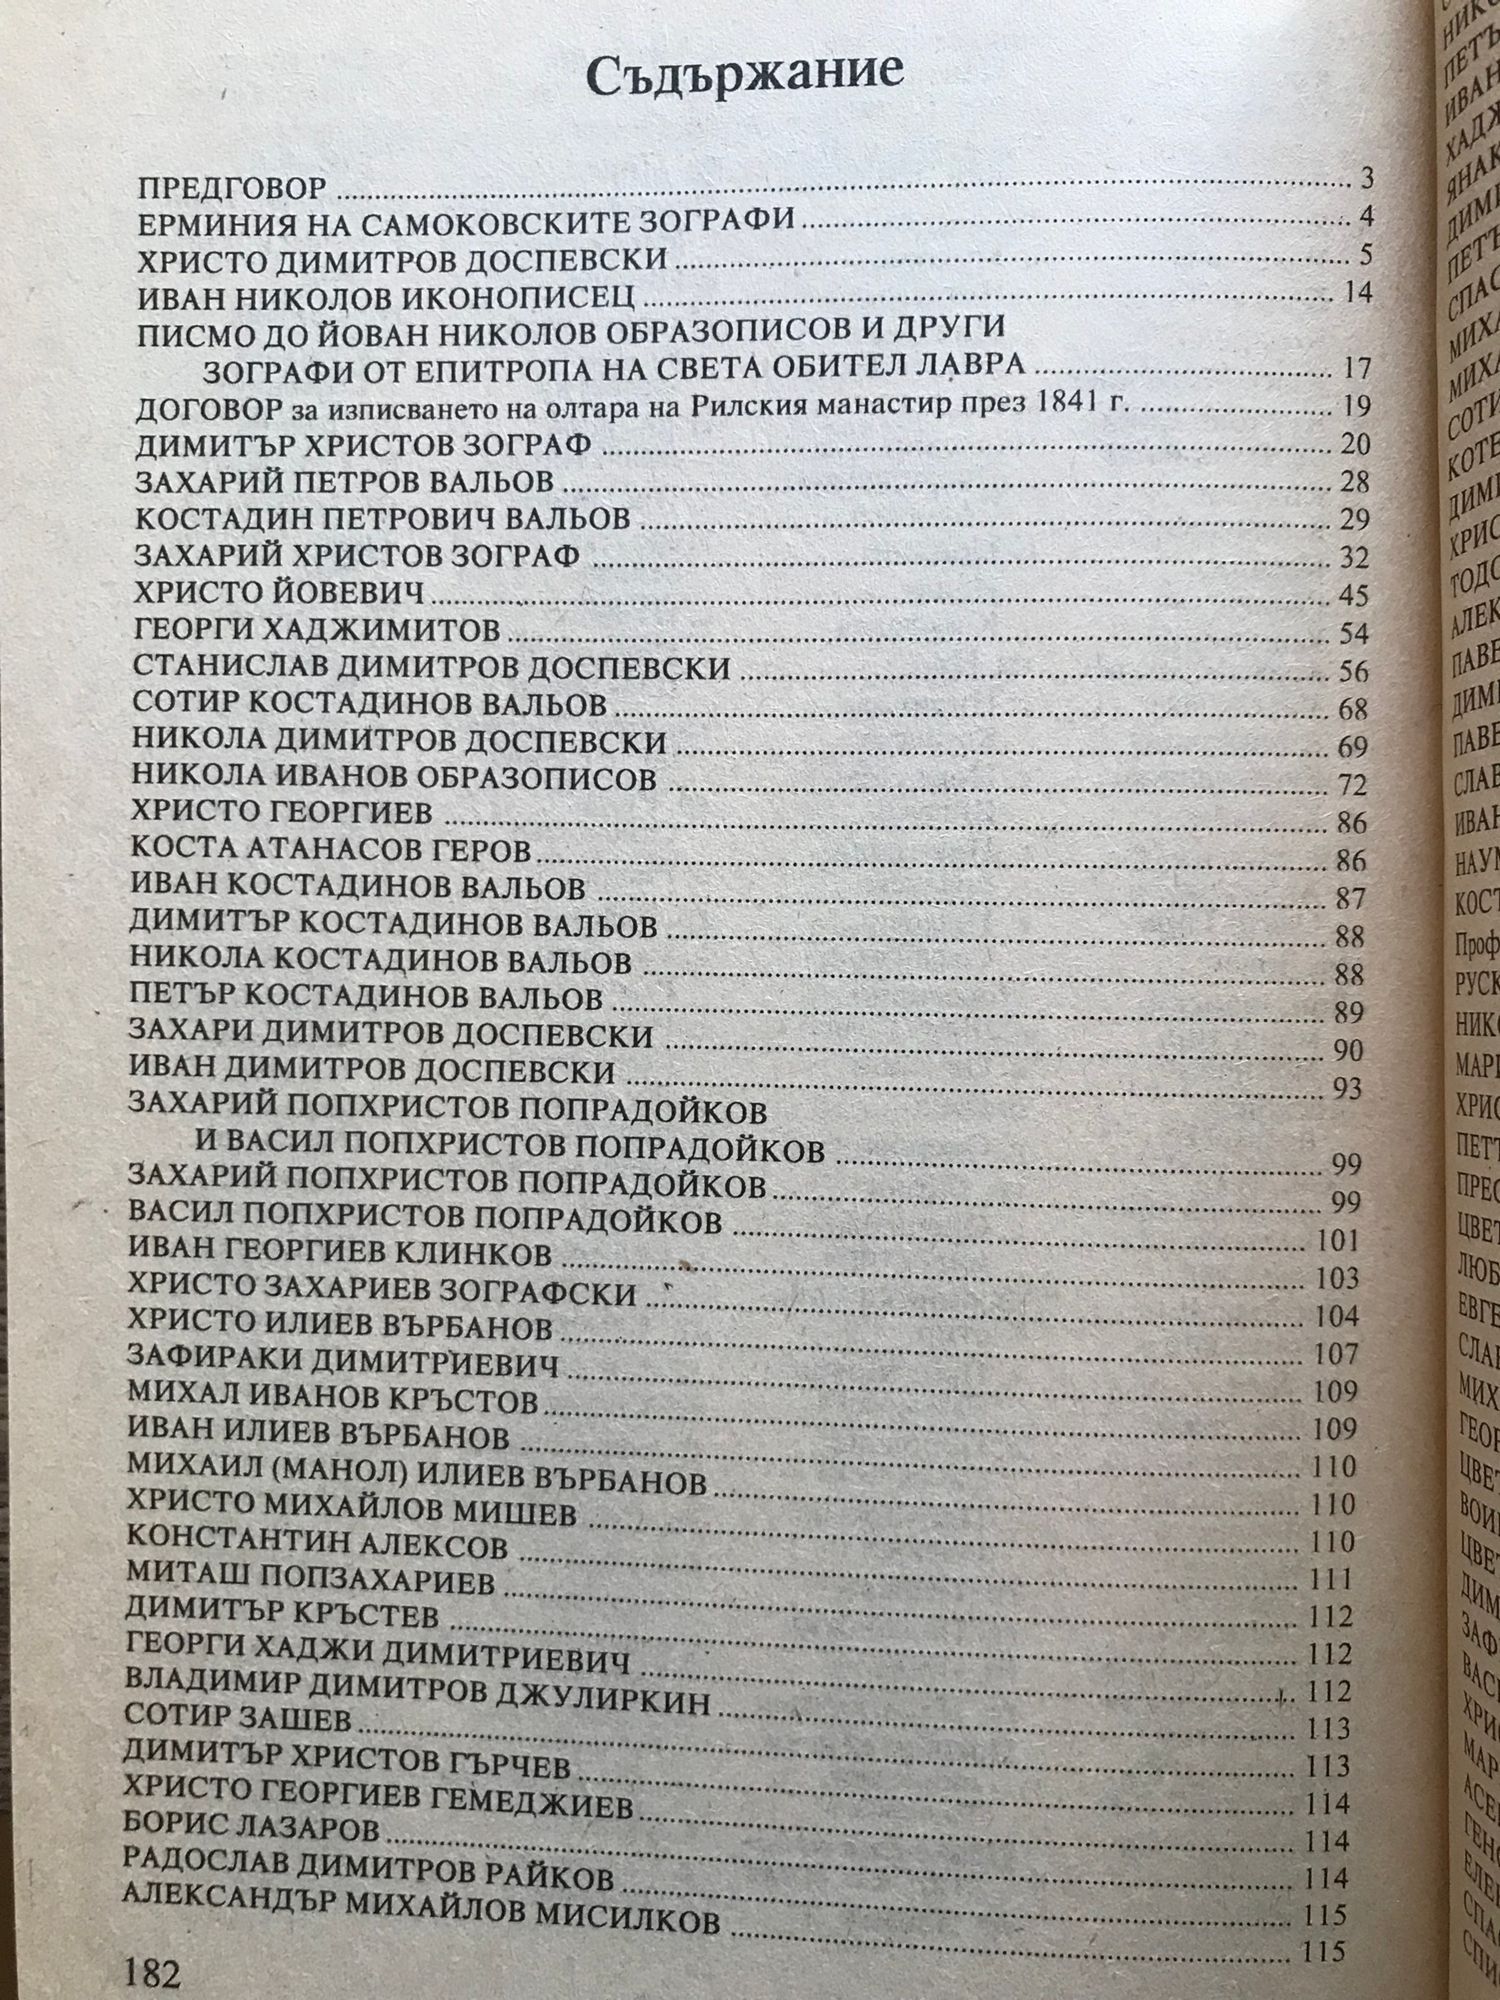 Съдържание
ПРЕДГОВОР ........ 3
ЕРМИНИЯ НА САМОКОВСКИТЕ ЗОГРАФИ ........ 4
ХРИСТО ДИМИТРОВ ДОСПЕВСКИ ........ 5
ИВАН НИКОЛОВ ИКОНОПИСЕЦ ........ 14
ПИСМО ДО ЙОВАН НИКОЛОВ ОБРАЗОПИСОВ И ДРУГИ
ЗОГРАФИ ОТ ЕПИТРОПА НА СВЕТА ОБИТЕЛ ЛАВРА ........ 17
ДОГОВОР за изписването на олтара на Рилския манастир през 1841 г. ........ 19
ДИМИТЪР ХРИСТОВ ЗОГРАФ ........ 20
ЗАХАРИЙ ПЕТРОВ ВАЛЬОВ ........ 28
КОСТАДИН ПЕТРОВИЧ ВАЛЬОВ ........ 29
ЗАХАРИЙ ХРИСТОВ ЗОГРАФ ........ 32
ХРИСТО ЙОВЕВИЧ ........ 45
ГЕОРГИ ХАДЖИМИТОВ ........ 54
СТАНИСЛАВ ДИМИТРОВ ДОСПЕВСКИ ........ 56
СОТИР КОСТАДИНОВ ВАЛЬОВ ........ 68
НИКОЛА ДИМИТРОВ ДОСПЕВСКИ ........ 69
НИКОЛА ИВАНОВ ОБРАЗОПИСОВ ........ 72
ХРИСТО ГЕОРГИЕВ ........ 86
КОСТА АТАНАСОВ ГЕРОВ ........ 86
ИВАН КОСТАДИНОВ ВАЛЬОВ ........ 87
ДИМИТЪР КОСТАДИНОВ ВАЛЬОВ ........ 88
НИКОЛА КОСТАДИНОВ ВАЛЬОВ ........ 88
ПЕТЪР КОСТАДИНОВ ВАЛЬОВ ........ 89
ЗАХАРИ ДИМИТРОВ ДОСПЕВСКИ ........ 90
ИВАН ДИМИТРОВ ДОСПЕВСКИ ........ 93
ЗАХАРИЙ ПОПХРИСТОВ ПОПРАДОЙКОВ
И ВАСИЛ ПОПХРИСТОВ ПОПРАДОЙКОВ ........ 99
ЗАХАРИЙ ПОПХРИСТОВ ПОПРАДОЙКОВ ........ 99
ВАСИЛ ПОПХРИСТОВ ПОПРАДОЙКОВ ........ 101
ИВАН ГЕОРГИЕВ КЛИНКОВ ........ 103
ХРИСТО ЗАХАРИЕВ ЗОГРАФСКИ ........ 104
ХРИСТО ИЛИЕВ ВЪРБАНОВ ........ 107
ЗАФИРАКИ ДИМИТРИЕВИЧ ........ 109
МИХАЛ ИВАНОВ КРЪСТОВ ........ 109
ИВАН ИЛИЕВ ВЪРБАНОВ ........ 110
МИХАИЛ (МАНОЛ) ИЛИЕВ ВЪРБАНОВ ........ 110
ХРИСТО МИХАЙЛОВ МИШЕВ ........ 110
КОНСТАНТИН АЛЕКСОВ ........ 111
МИТАШ ПОПЗАХАРИЕВ ........ 112
ДИМИТЪР КРЪСТЕВ ........ 112
ГЕОРГИ ХАДЖИ ДИМИТРИЕВИЧ ........ 112
ВЛАДИМИР ДИМИТРОВ ДЖУЛИРКИН ........ 113
СОТИР ЗАШЕВ ........ 113
ДИМИТЪР ХРИСТОВ ГЪРЧЕВ ........ 114
ХРИСТО ГЕОРГИЕВ ГЕМЕДЖИЕВ ........ 114
БОРИС ЛАЗАРОВ ........ 114
РАДОСЛАВ ДИМИТРОВ РАЙКОВ ........ 115
АЛЕКСАНДЪР МИХАЙЛОВ МИСИЛКОВ ........ 115
182